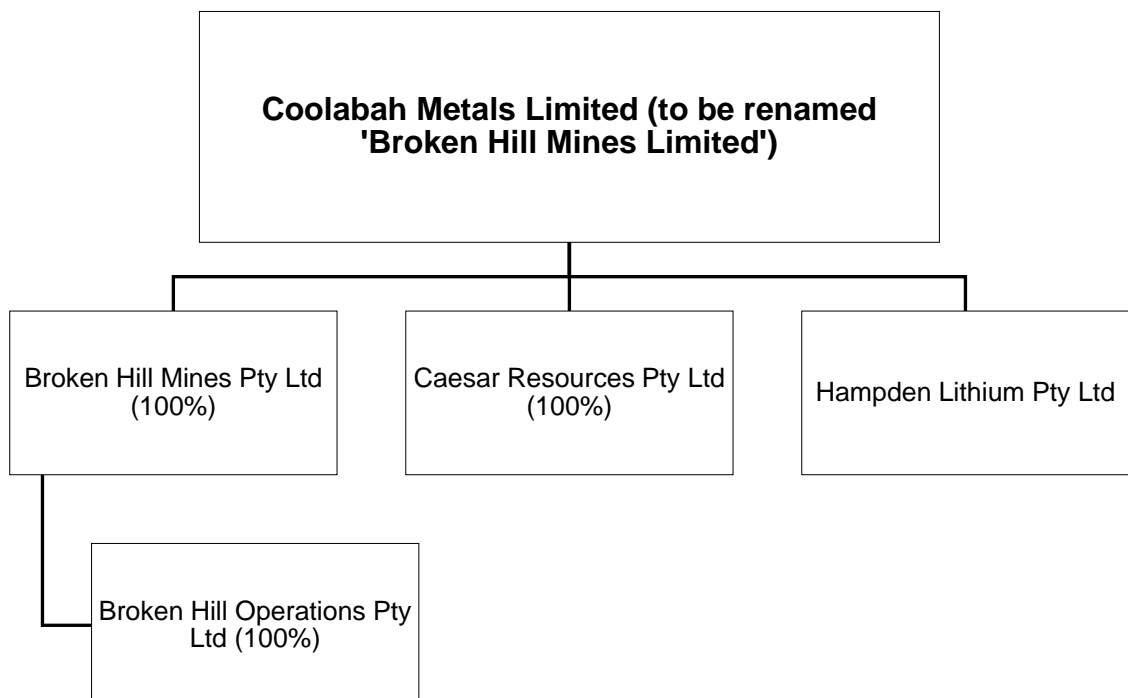 Coolabah Metals Limited (to be renamed
'Broken Hill Mines Limited')
Broken Hill Mines Pty Ltd
(100%)
Caesar Resources Pty Ltd
(100%)
Hampden Lithium Pty Ltd
Broken Hill Operations Pty
Ltd (100%)